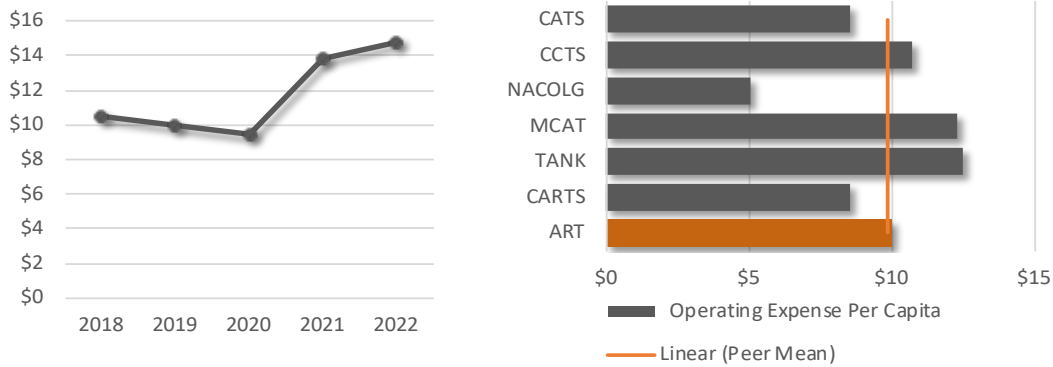 $16
$14
$12
$10
$8
$6
$4
$2
$0
2018 2019 2020 2021 2022
CATS
CCTS
NACOLG
MCAT
TANK
CARTS
ART
$0 $5 $10 $15
Operating Expense Per Capita
Linear (Peer Mean)